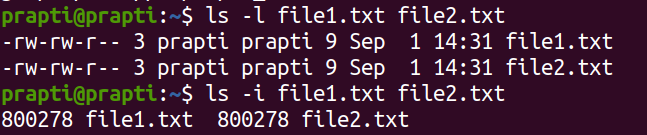 prapti@prapti:~$ ls -l file1.txt file2.txt
-rw-rw-r-- 3 prapti prapti 9 Sep  1 14:31 file1.txt
-rw-rw-r-- 3 prapti prapti 9 Sep  1 14:31 file2.txt
prapti@prapti:~$ ls -i file1.txt file2.txt
800278 file1.txt  800278 file2.txt